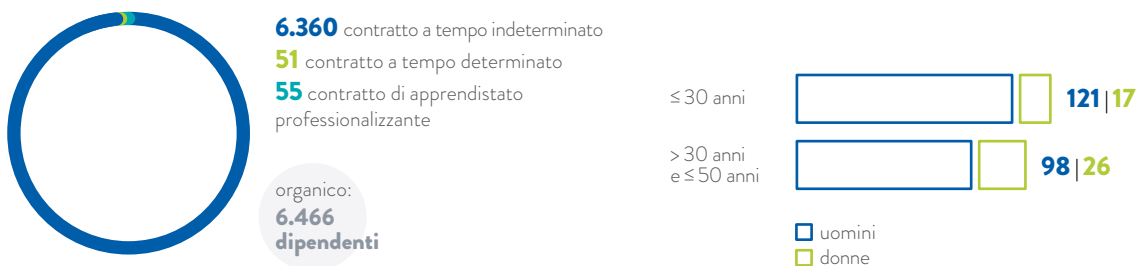 6.360 contratto a tempo indeterminato
51 contratto a tempo determinato
55 contratto di apprendistato
professionalizzante
organico:
6.466
dipendenti
≤ 30 anni
121|17
> 30 anni
e ≤ 50 anni
98|26
uomini
donne